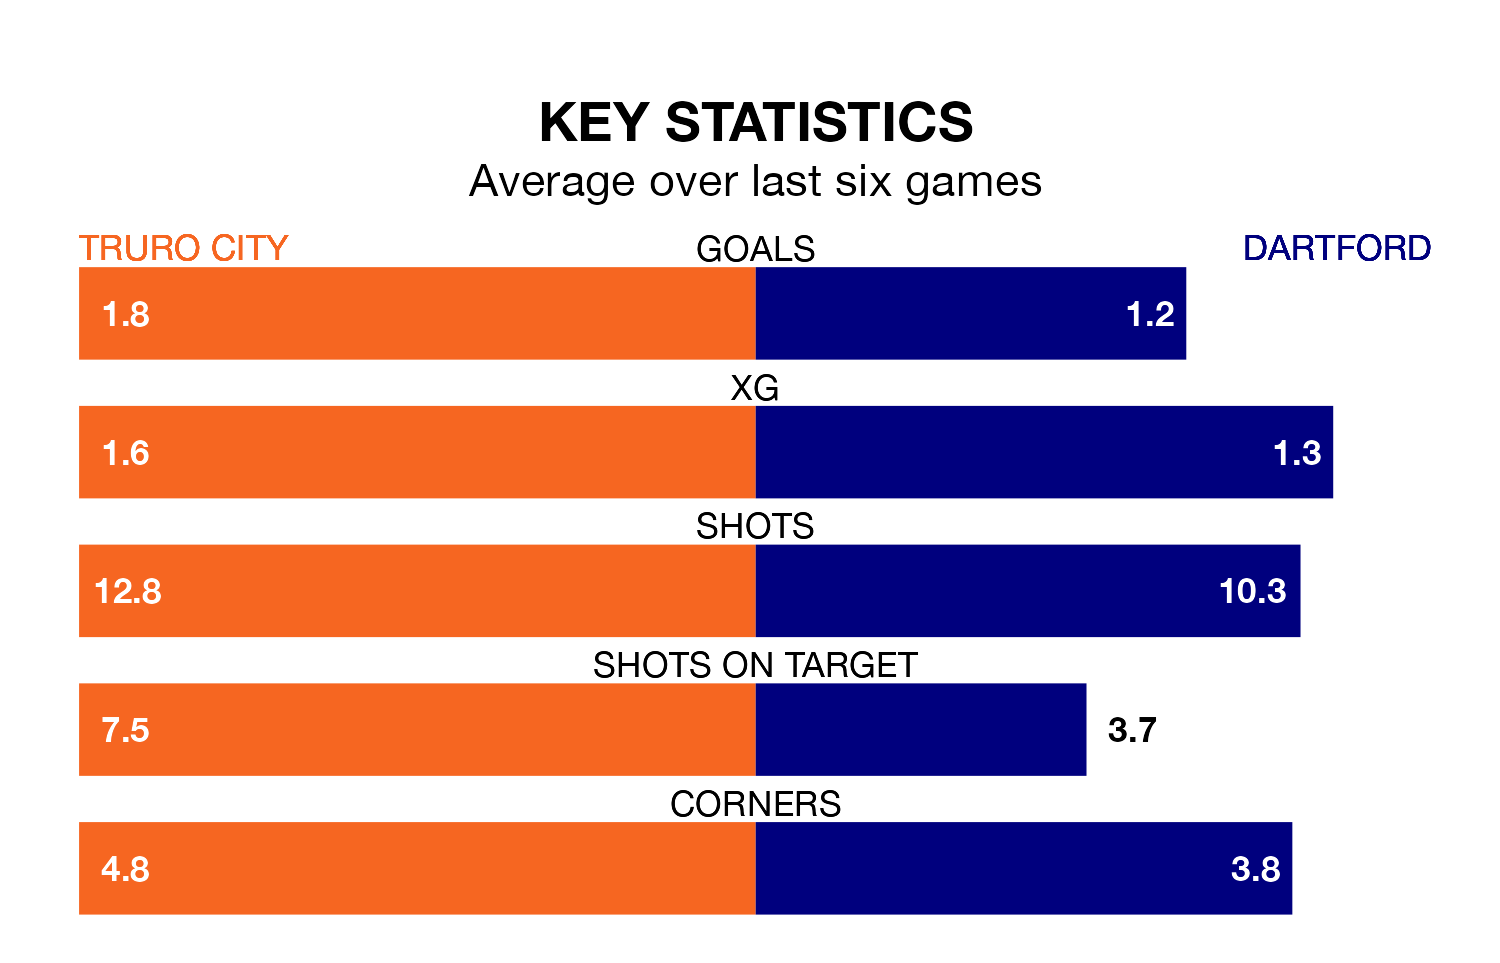 KEY STATISTICS
Average over last six games
TRURO CITY GOALS DARTFORD
1.8 1.2
XG
1.6 1.3
SHOTS
12.8 10.3
SHOTS ON TARGET
7.5 3.7
CORNERS
4.8 3.8